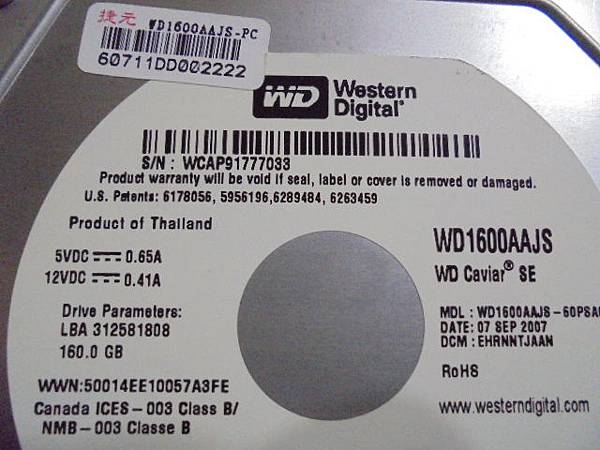 捷元 WD1600AAJS-PC
60711DD002222
WD Western Digital®
S/N : WCAP91777033
Product warranty will be void if seal, label or cover is removed or damaged.
U.S. Patents: 6178056, 5956196,6289484, 6263459
Product of Thailand
5VDC 0.65A
12VDC 0.41A
Drive Parameters:
LBA 312581808
160.0 GB
WWN:50014EE10057A3FE
Canada ICES-003 Class B/
NMB-003 Classe B
WD1600AAJS
WD Caviar® SE
MDL : WD1600AAJS-60PSA
DATE: 07 SEP 2007
DCM : EHRNNTJAAN
RoHS
www.westerndigital.com